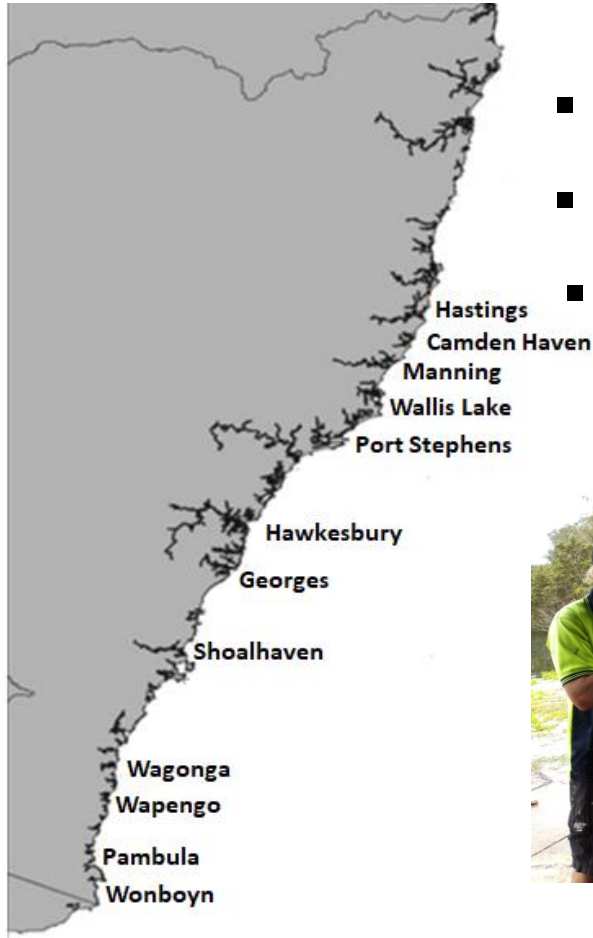 Hastings
Camden Haven
Manning
Wallis Lake
Port Stephens
Hawkesbury
Georges
Shoalhaven
Wagonga
Wapengo
Pambula
Wonboyn